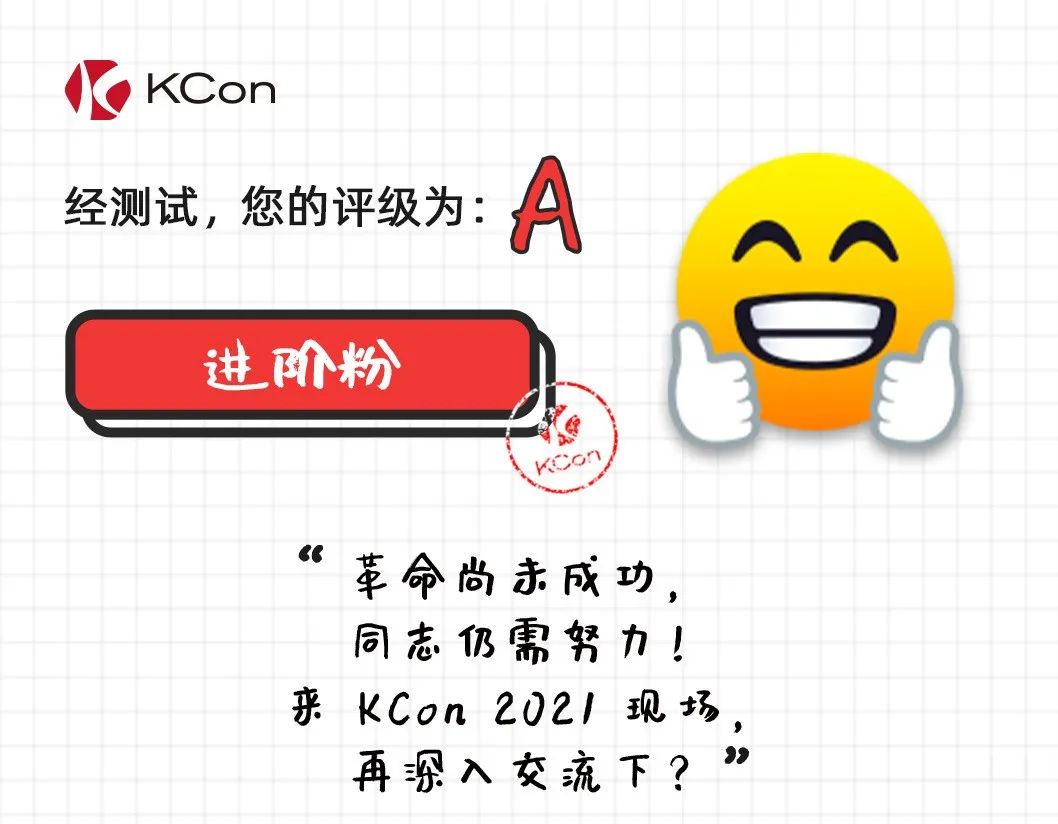 KCon
经测试，您的评级为：A
进阶粉
KCon
“革命尚未成功，
同志仍需努力！
来 KCon 2021 现场，
再深入交流下？”